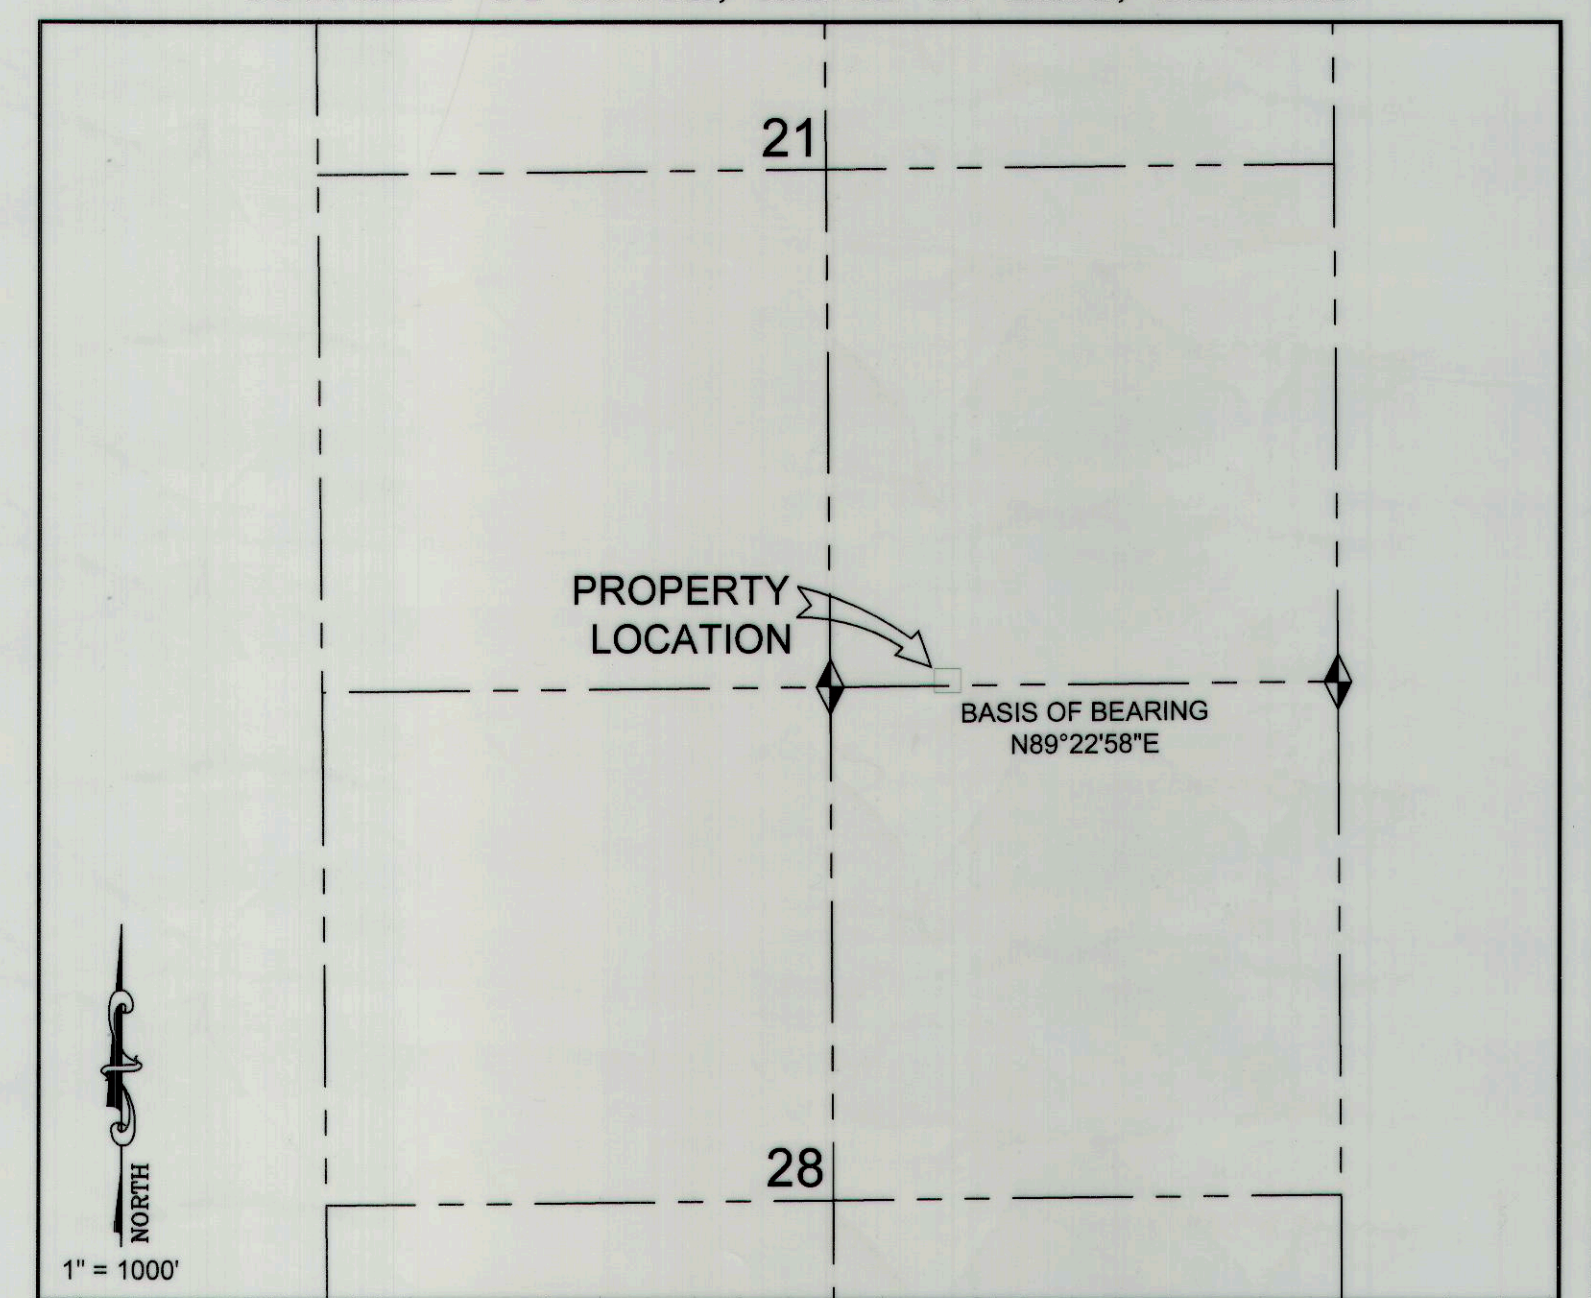 21
PROPERTY
LOCATION
BASIS OF BEARING
N89°22'58"E
28
NORTH
1" = 1000'